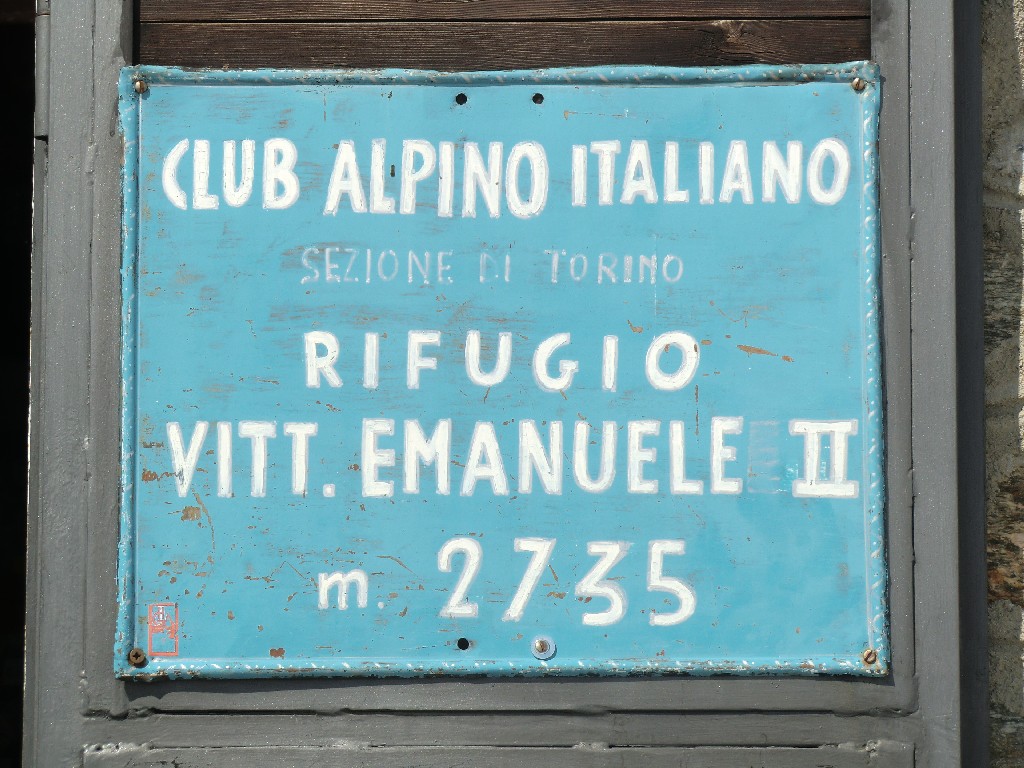 CLUB ALPINO ITALIANO
SEZIONE DI TORINO
RIFUGIO
VITT. EMANUELE II
m. 2735